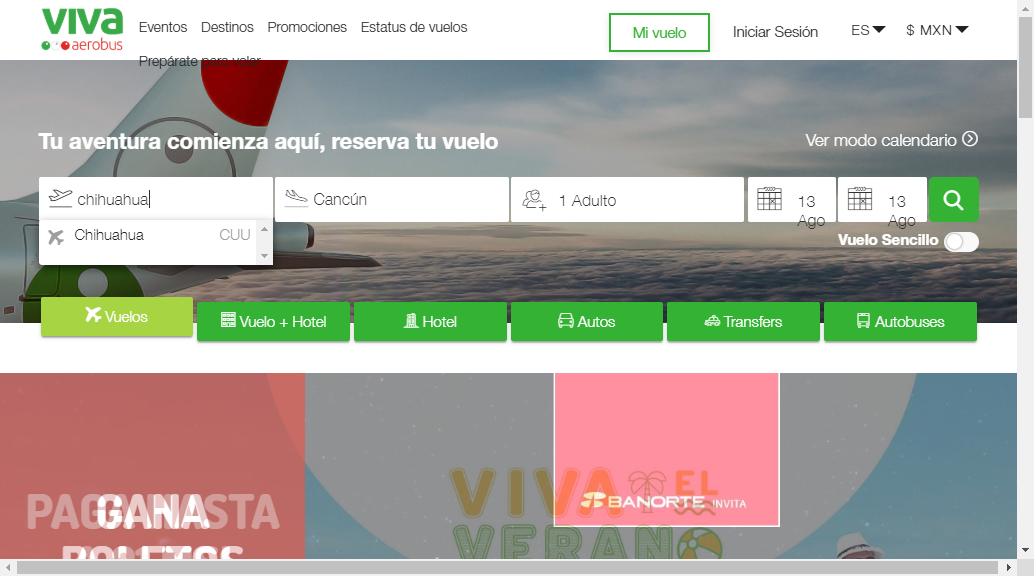 viva
aerobus
Eventos Destinos Promociones Estatus de vuelos
Prepárate para volar
Mi vuelo
Iniciar Sesión
ES
$ MXN
Tu aventura comienza aquí, reserva tu vuelo
Ver modo calendario
chihuahua
Cancún
1 Adulto
13
Ago
13
Ago
Chihuahua CUU
Vuelo Sencillo
Vuelos
Vuelo + Hotel
Hotel
Autos
Transfers
Autobuses
VIVA EL
VERANO
BANORTE INVITA
GANA
BOLETOS